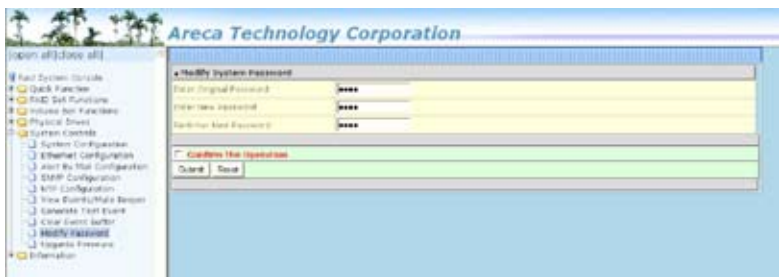 Areca Technology Corporation
[open all|close all]
Raid System Console
Quick Function
RAID Set Functions
Volume Set Functions
Physical Drives
System Controls
System Configuration
Ethernet Configuration
Alert By Mail Configuration
SNMP Configuration
NTP Configuration
View Events/Mute Beeper
Generate Test Event
Clear Event Buffer
Modify Password
Upgrade Firmware
Information
Modify System Password
Enter Original Password
Enter New Password
Re-Enter New Password
Confirm The Operation
Submit Reset